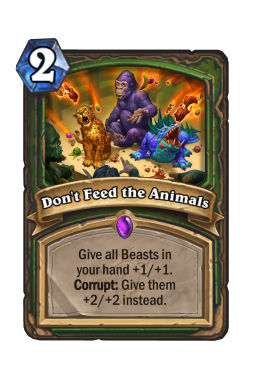 2
Don't Feed the Animals
Give all Beasts in
your hand +1/+1.
Corrupt: Give them
+2/+2 instead.